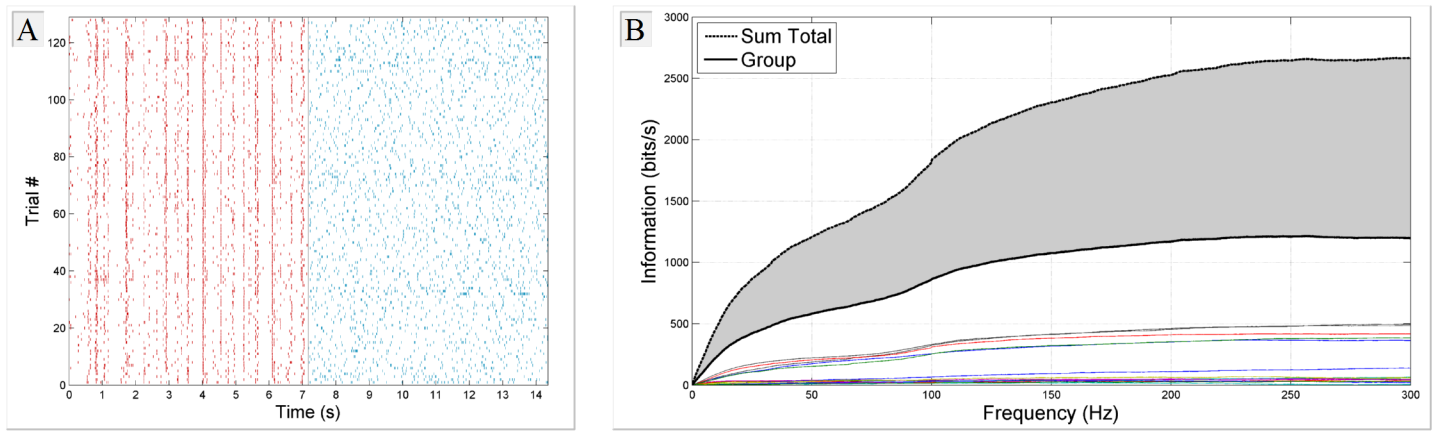 A
120
100
80
60
40
20
0
Trial #
0 1 2 3 4 5 6 7 8 9 10 11 12 13 14
Time (s)
B
Sum Total
Group
3000
2500
2000
1500
1000
500
0
Information (bits/s)
0 50 100 150 200 250 300
Frequency (Hz)